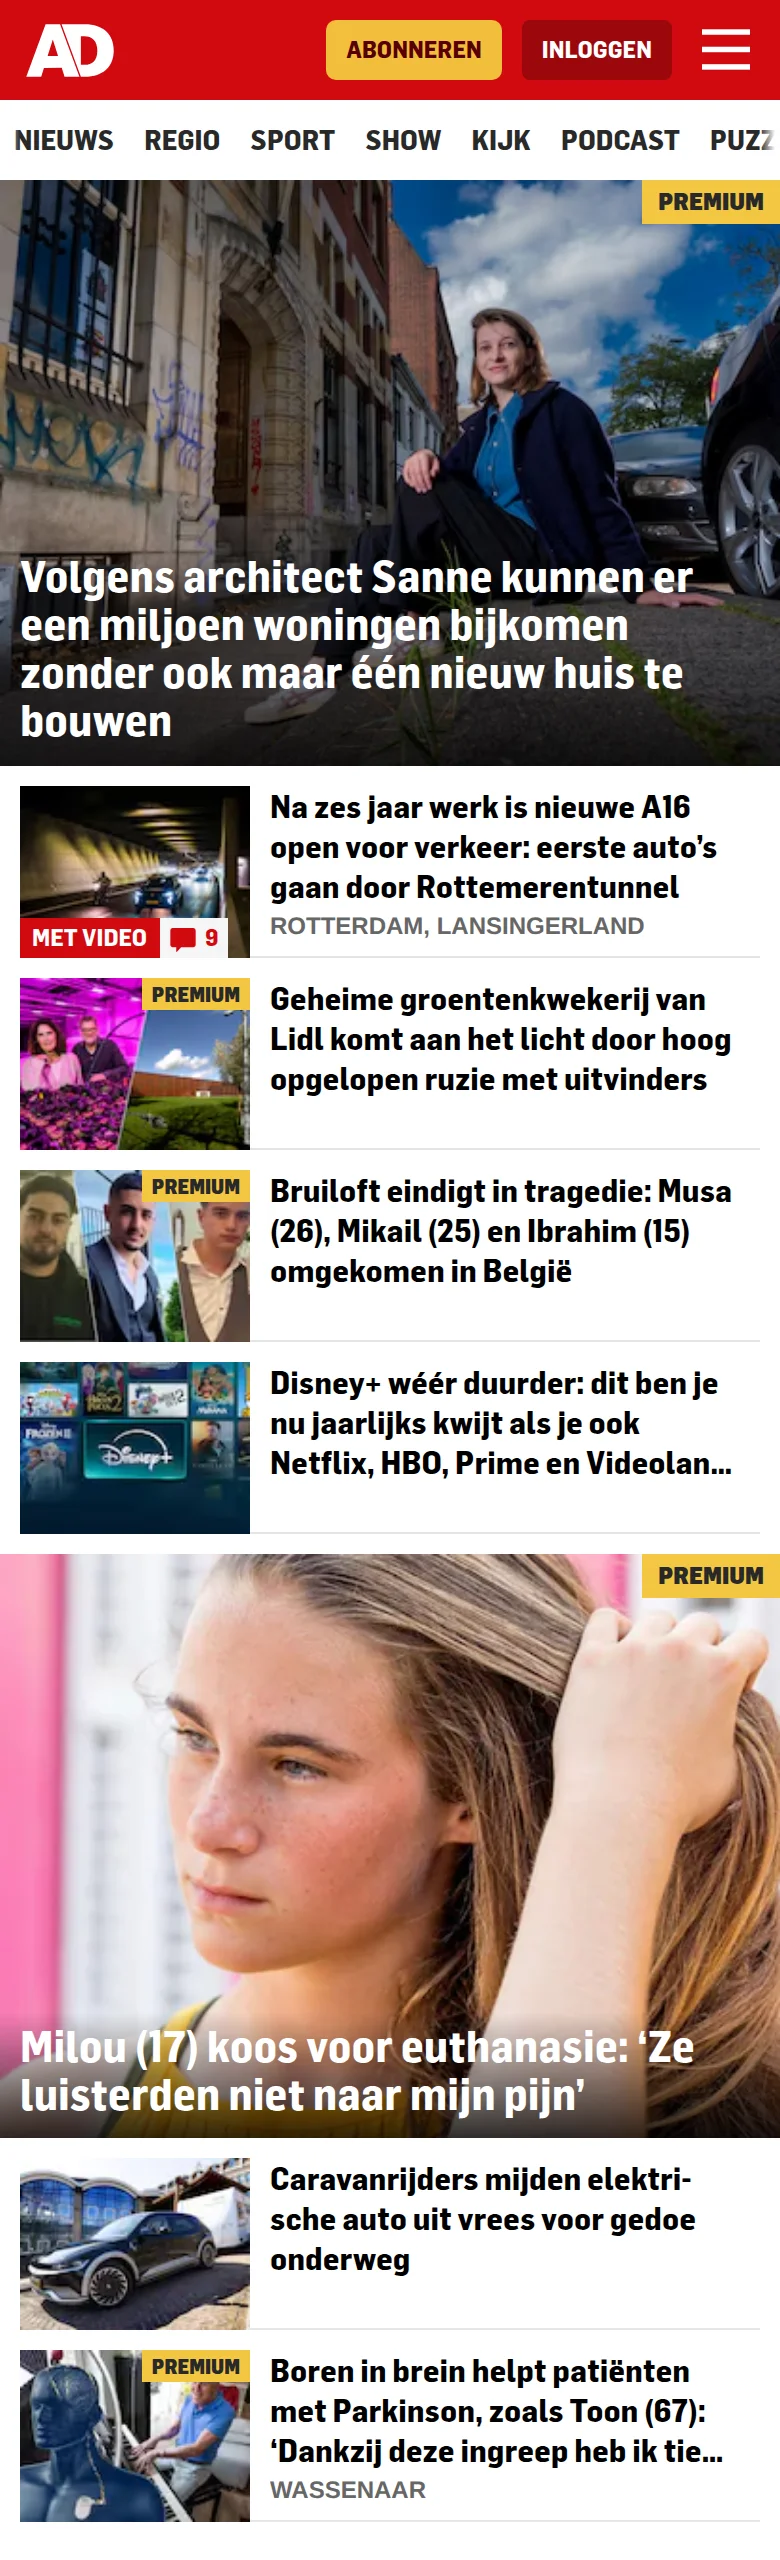 AD
ABONNEREN
INLOGGEN
NIEUWS REGIO SPORT SHOW KIJK PODCAST PUZZ
PREMIUM
Volgens architect Sanne kunnen er
een miljoen woningen bijkomen
zonder ook maar één nieuw huis te
bouwen
Na zes jaar werk is nieuwe A16
open voor verkeer: eerste auto’s
gaan door Rottemerentunnel
ROTTERDAM, LANSINGERLAND
MET VIDEO 9
PREMIUM
Geheime groentenkwekerij van
Lidl komt aan het licht door hoog
opgelopen ruzie met uitvinders
PREMIUM
Bruiloft eindigt in tragedie: Musa
(26), Mikail (25) en Ibrahim (15)
omgekomen in België
Disney+
FROZEN II
Disney+ wéér duurder: dit ben je
nu jaarlijks kwijt als je ook
Netflix, HBO, Prime en Videolan...
PREMIUM
Milou (17) koos voor euthanasie: ‘Ze
luisterden niet naar mijn pijn’
Caravanrijders mijden elektri-
sche auto uit vrees voor gedoe
onderweg
PREMIUM
Boren in brein helpt patiënten
met Parkinson, zoals Toon (67):
‘Dankzij deze ingreep heb ik tie...
WASSENAAR